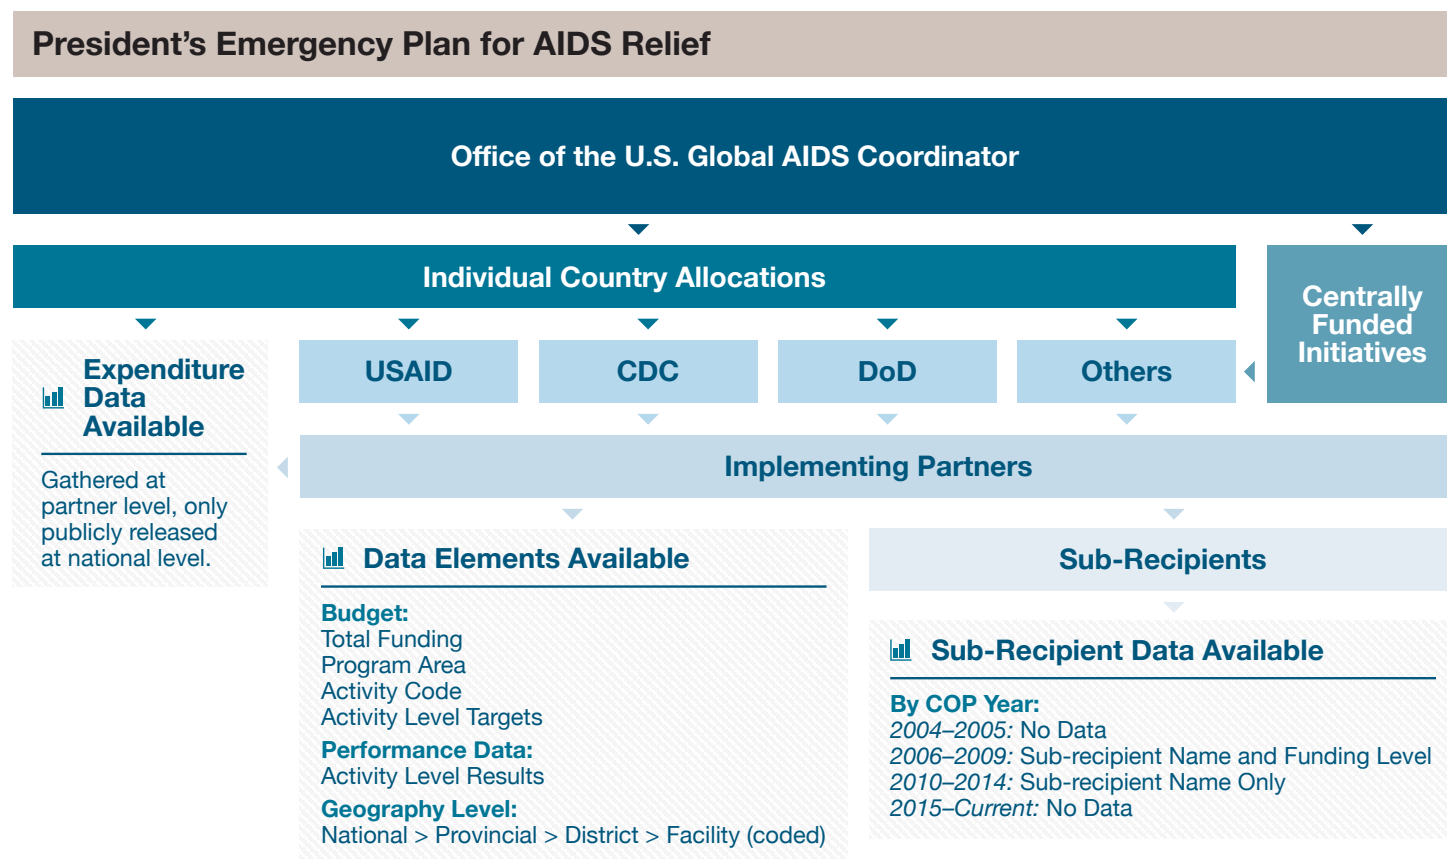 President’s Emergency Plan for AIDS Relief
Office of the U.S. Global AIDS Coordinator
Individual Country Allocations
Centrally
Funded
Initiatives
Expenditure
Data
Available
Gathered at
partner level, only
publicly released
at national level.
USAID
CDC
DoD
Others
Implementing Partners
Data Elements Available
Budget:
Total Funding
Program Area
Activity Code
Activity Level Targets
Performance Data:
Activity Level Results
Geography Level:
National > Provincial > District > Facility (coded)
Sub-Recipients
Sub-Recipient Data Available
By COP Year:
2004–2005: No Data
2006–2009: Sub-recipient Name and Funding Level
2010–2014: Sub-recipient Name Only
2015–Current: No Data